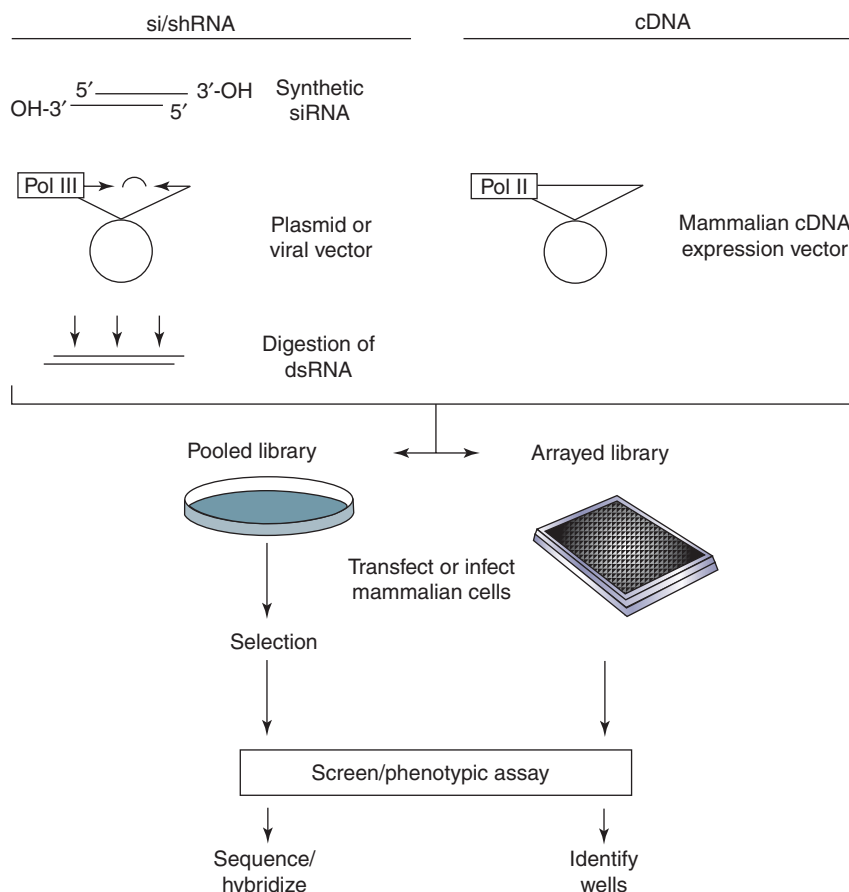 si/shRNA
cDNA
5′ 3′-OH
OH-3′ 5′
Synthetic
siRNA
Pol III
Plasmid or
viral vector
Pol II
Mammalian cDNA
expression vector
Digestion of
dsRNA
Pooled library
Arrayed library
Transfect or infect
mammalian cells
Selection
Screen/phenotypic assay
Sequence/
hybridize
Identify
wells